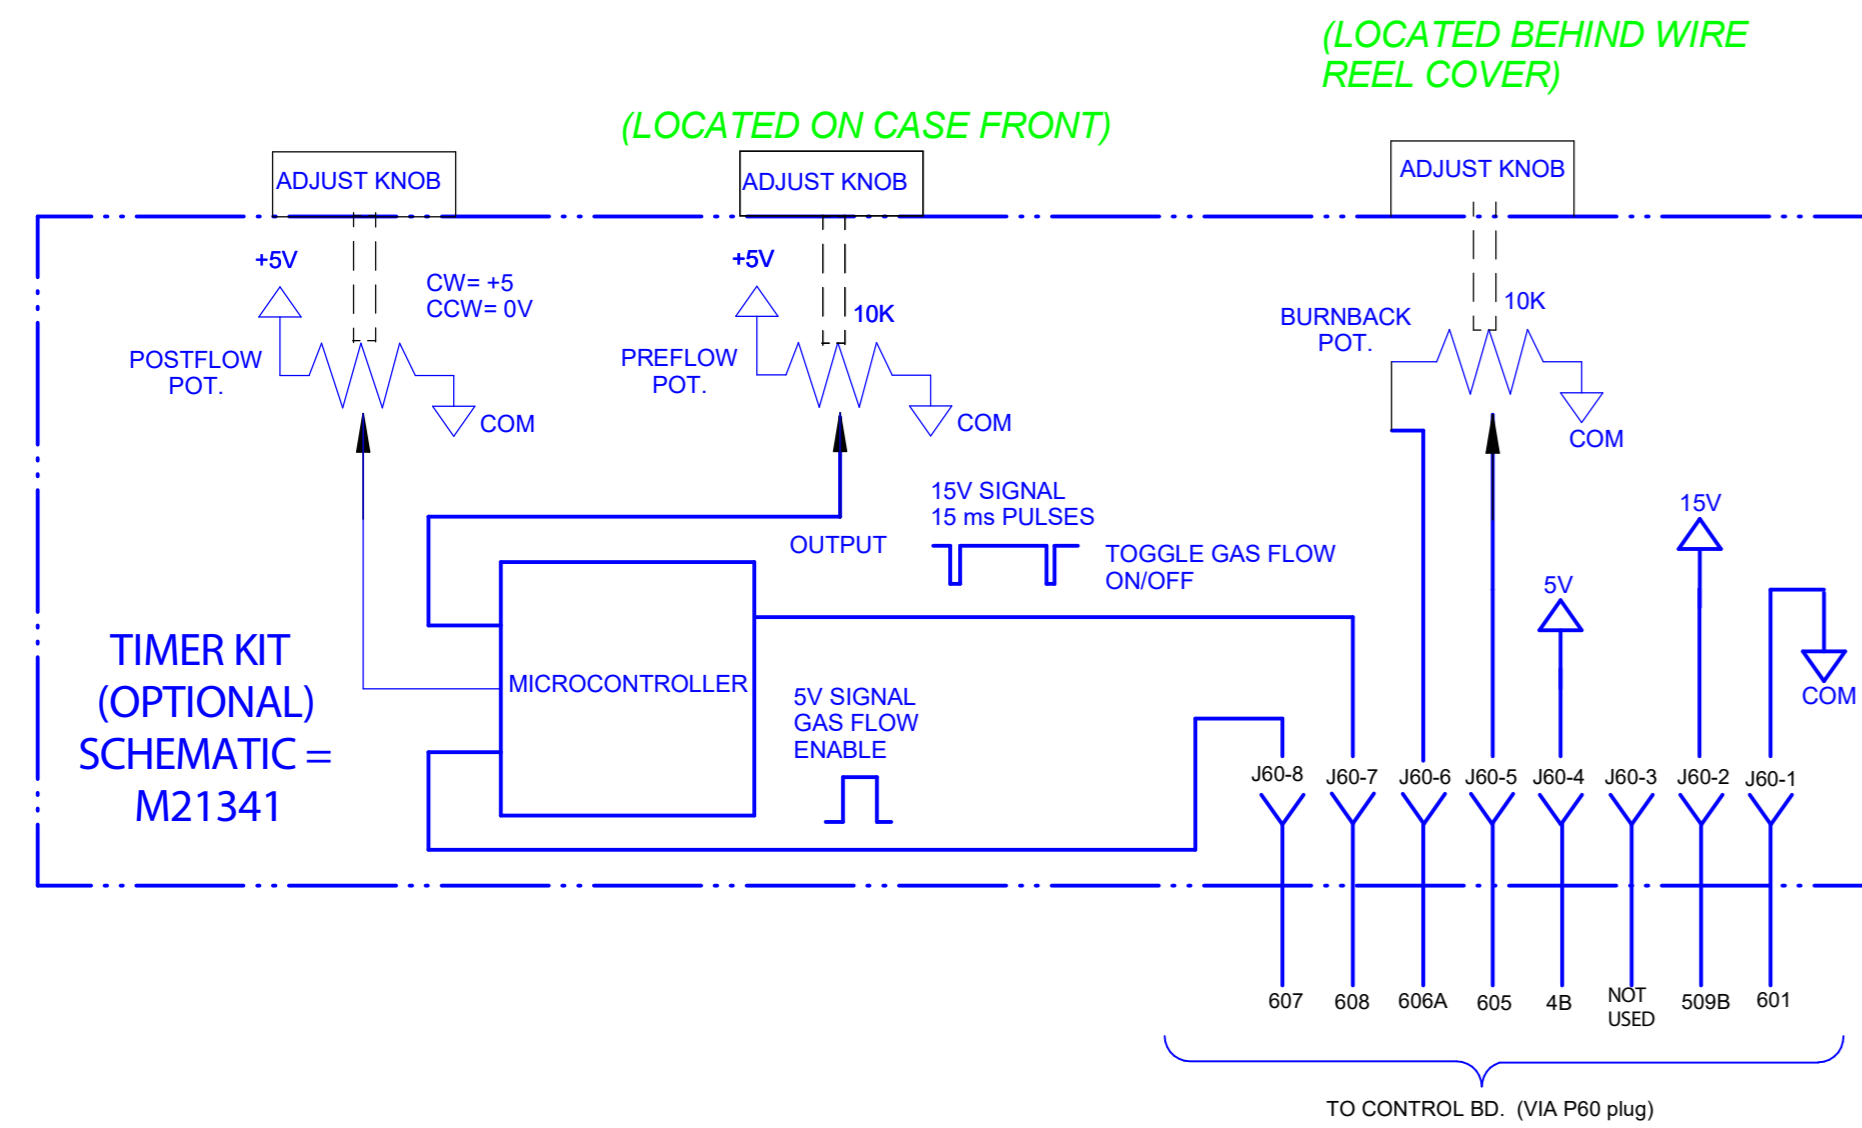 (LOCATED BEHIND WIRE
REEL COVER)
(LOCATED ON CASE FRONT)
ADJUST KNOB
ADJUST KNOB
ADJUST KNOB
+5V
CW= +5
CCW= 0V
POSTFLOW
POT.
COM
+5V
10K
PREFLOW
POT.
COM
10K
BURNBACK
POT.
COM
15V SIGNAL
15 ms PULSES
OUTPUT
TOGGLE GAS FLOW
ON/OFF
15V
5V
COM
TIMER KIT
(OPTIONAL)
SCHEMATIC =
M21341
MICROCONTROLLER
5V SIGNAL
GAS FLOW
ENABLE
J60-8
J60-7
J60-6
J60-5
J60-4
J60-3
J60-2
J60-1
607
608
606A
605
4B
NOT
USED
509B
601
TO CONTROL BD. (VIA P60 plug)